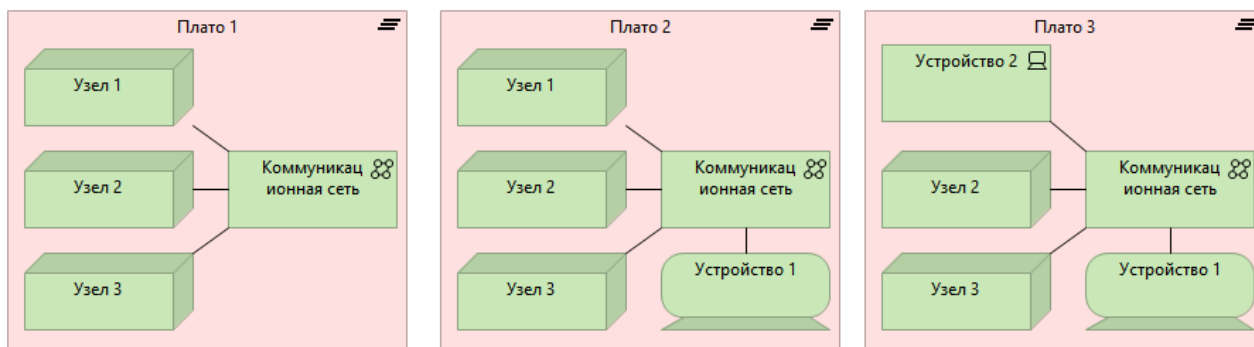 Плато 1
Узел 1
Узел 2
Коммуникац
ионная сеть
Узел 3
Плато 2
Узел 1
Узел 2
Коммуникац
ионная сеть
Узел 3
Устройство 1
Плато 3
Устройство 2
Узел 2
Коммуникац
ионная сеть
Узел 3
Устройство 1